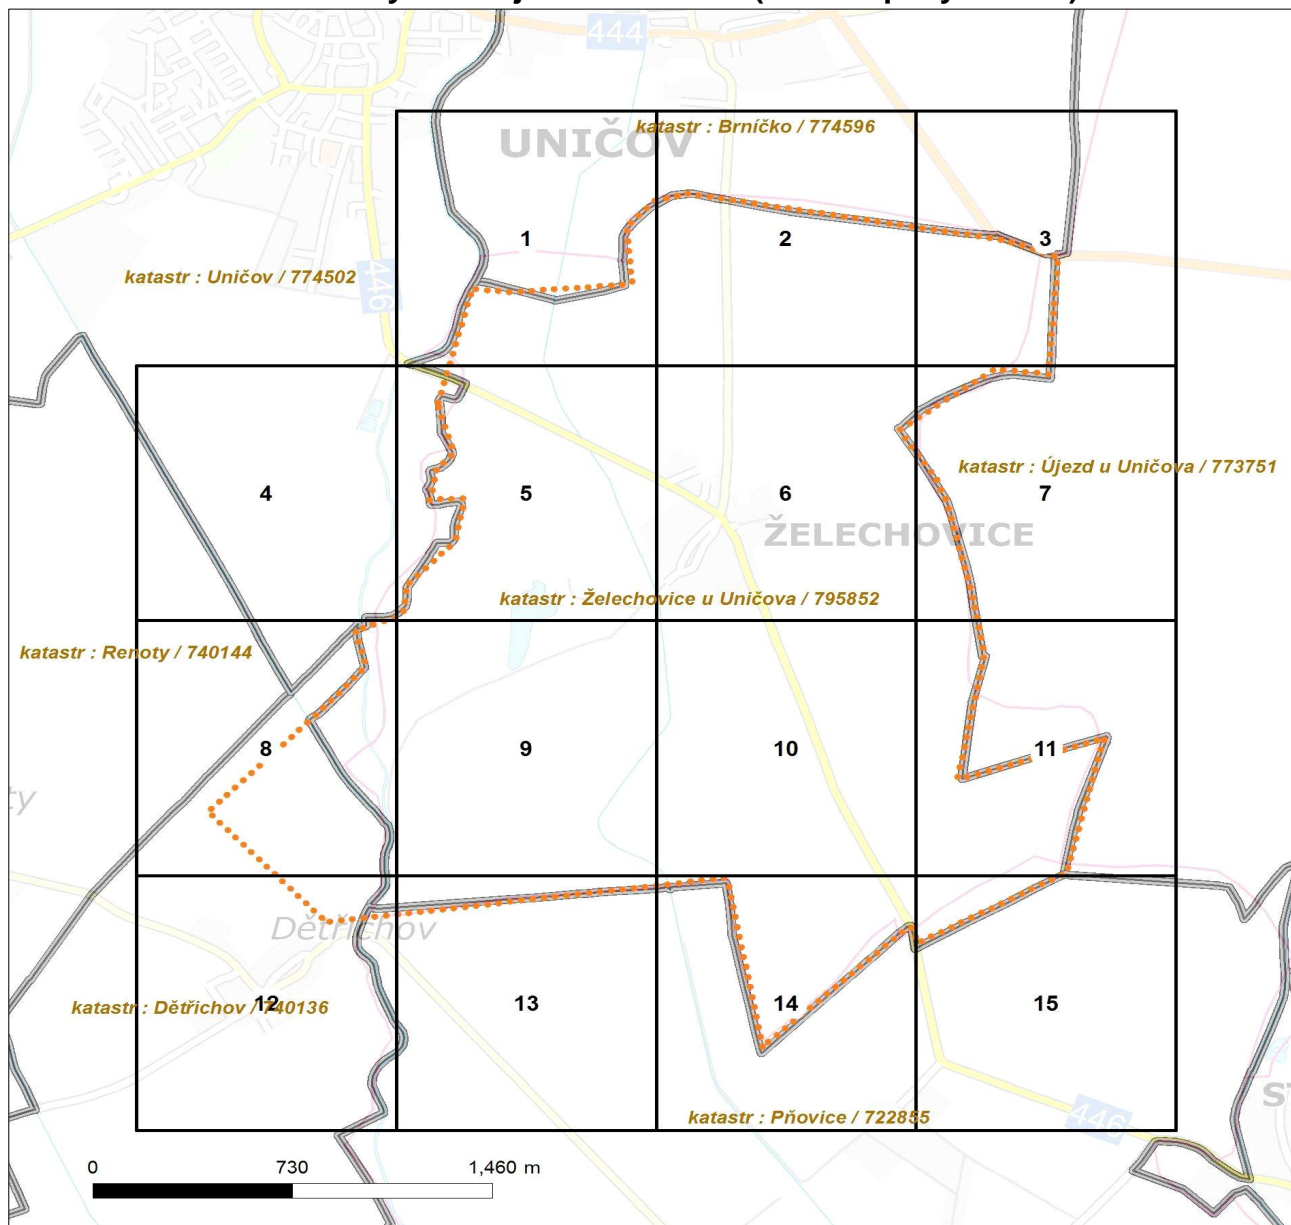 444
katastr : Brníčko / 774596
UNIČOV
1
2
3
katastr : Uničov / 774502
446
katastr : Újezd u Uničova / 773751
4
5
6
7
ŽELECHOVICE
katastr : Želechovice u Uničova / 795852
katastr : Renoty / 740144
8
9
10
11
Dětřichov
katastr : Dětřichov / 740136
12
13
14
15
katastr : Pňovice / 722855
446
0 730 1,460 m